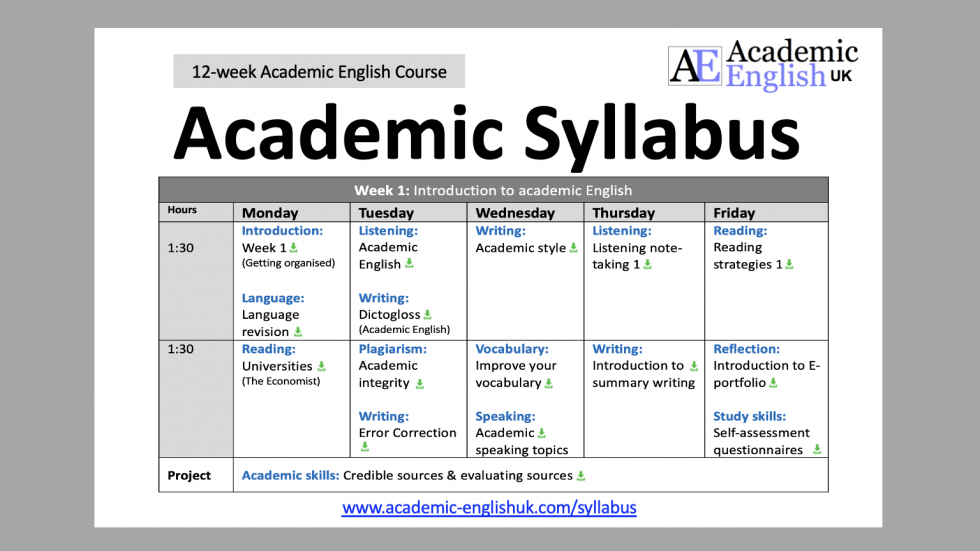 12-week Academic English Course
AE Academic
English UK
Academic Syllabus
Week 1: Introduction to academic English
Hours Monday Tuesday Wednesday Thursday Friday
1:30
Introduction:
Week 1
(Getting organised)
Language:
Language
revision
Listening:
Academic
English
Writing:
Dictogloss
(Academic English)
Writing:
Academic style
Listening:
Listening note-
taking 1
Reading:
Reading
strategies 1
1:30
Reading:
Universities
(The Economist)
Plagiarism:
Academic
integrity
Writing:
Error Correction
Vocabulary:
Improve your
vocabulary
Speaking:
Academic
speaking topics
Writing:
Introduction to
summary writing
Reflection:
Introduction to E-
portfolio
Study skills:
Self-assessment
questionnaires
Project Academic skills: Credible sources & evaluating sources
www.academic-englishuk.com/syllabus